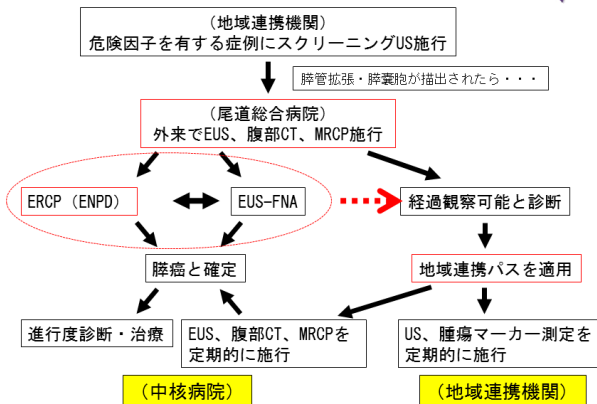 （地域連携機関）
危険因子を有する症例にスクリーニングUS施行
膵管拡張・膵嚢胞が描出されたら・・・
（尾道総合病院）
外来でEUS、腹部CT、MRCP施行
ERCP（ENPD）
EUS-FNA
経過観察可能と診断
膵癌と確定
地域連携パスを適用
進行度診断・治療
EUS、腹部CT、MRCPを
定期的に施行
US、腫瘍マーカー測定を
定期的に施行
（中核病院）
（地域連携機関）